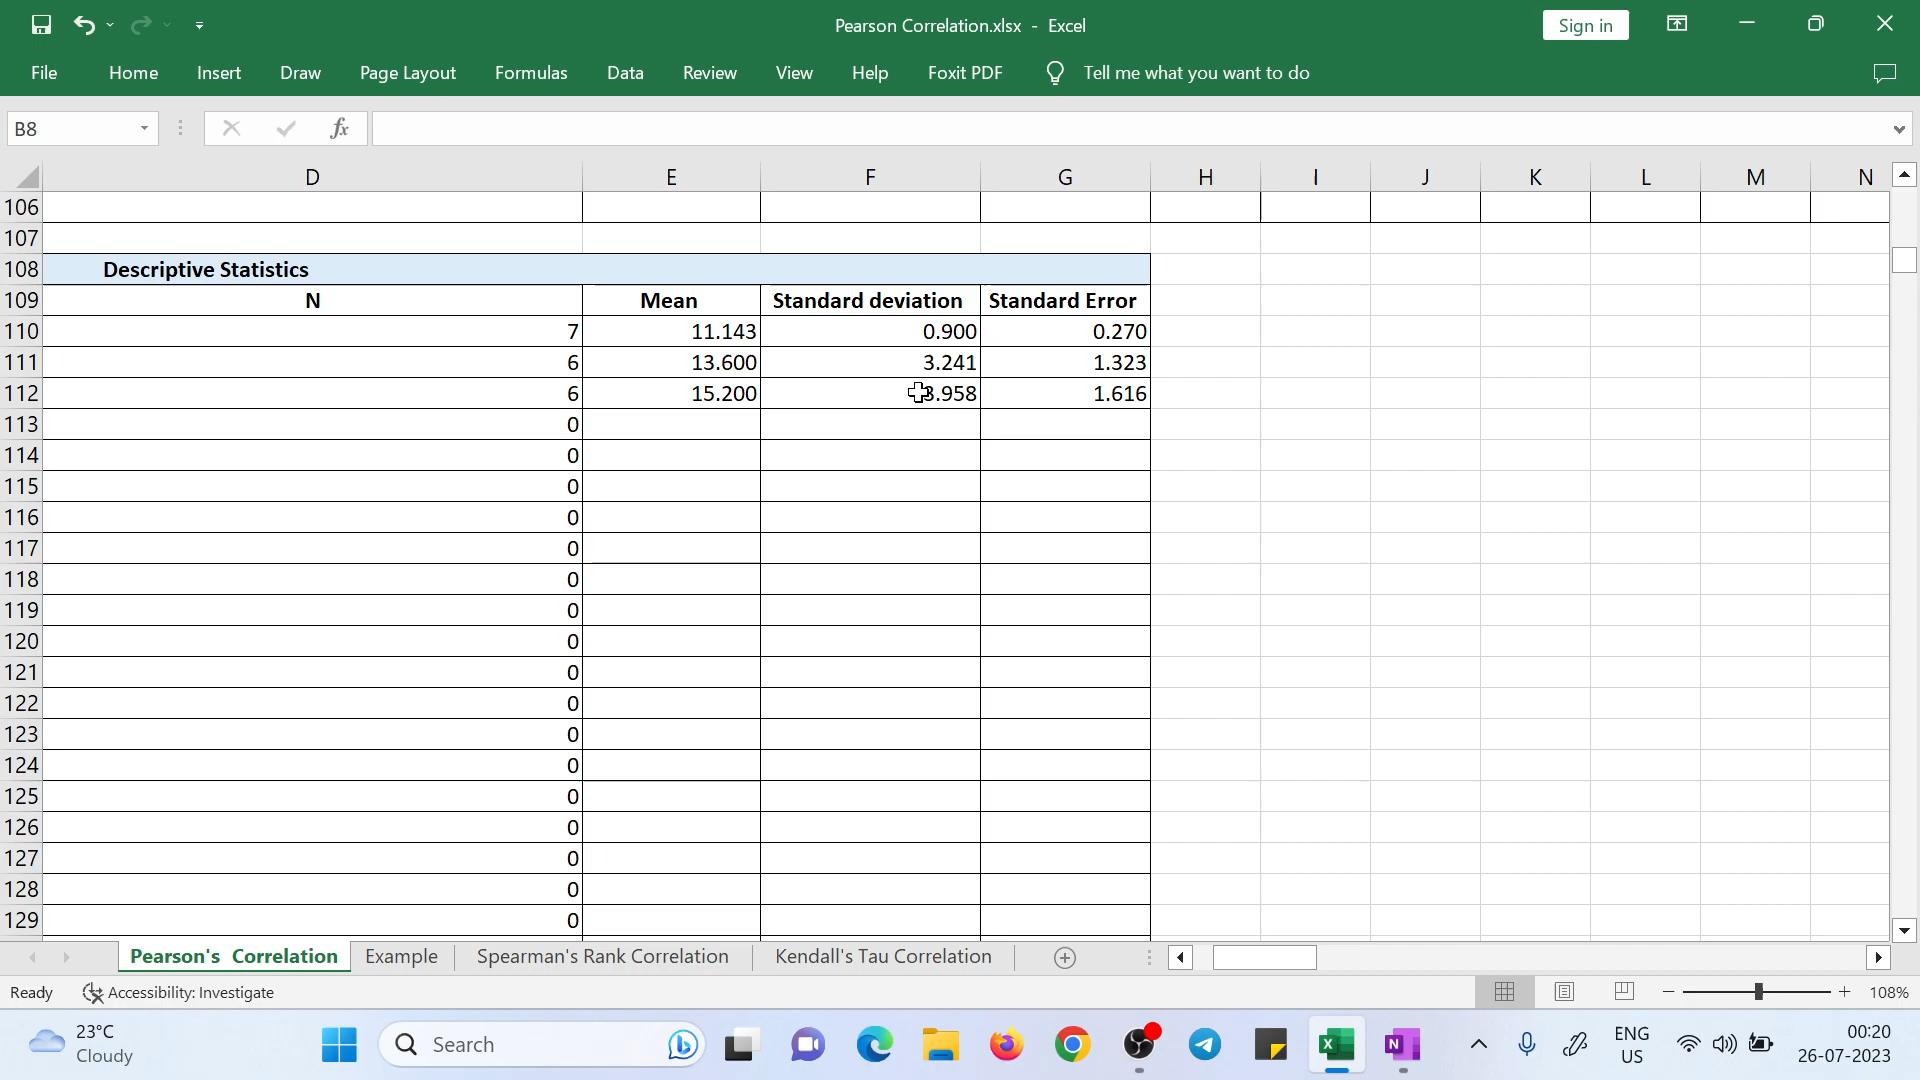 Pearson Correlation.xlsx - Excel
Sign in
File Home Insert Draw Page Layout Formulas Data Review View Help Foxit PDF Tell me what you want to do
B8 fx
D E F G H I J K L M N
106
107
108 Descriptive Statistics
109 N Mean Standard deviation Standard Error
110 7 11.143 0.900 0.270
111 6 13.600 3.241 1.323
112 6 15.200 3.958 1.616
113 0
114 0
115 0
116 0
117 0
118 0
119 0
120 0
121 0
122 0
123 0
124 0
125 0
126 0
127 0
128 0
129 0
Pearson's Correlation Example Spearman's Rank Correlation Kendall's Tau Correlation
Ready Accessibility: Investigate 108%
23°C
Cloudy
Search
ENG
US
00:20
26-07-2023